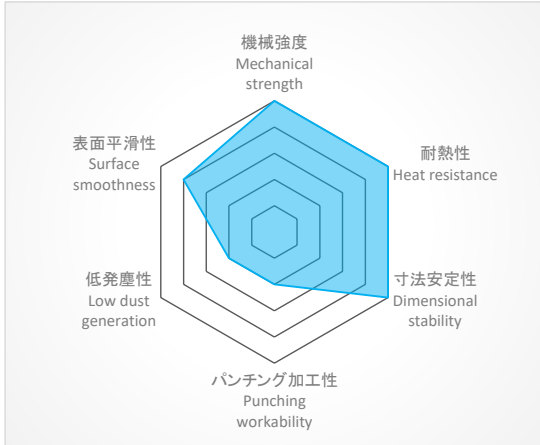 機械強度
Mechanical
strength
表面平滑性
Surface
smoothness
耐熱性
Heat resistance
低発塵性
Low dust
generation
寸法安定性
Dimensional
stability
パンチング加工性
Punching
workability